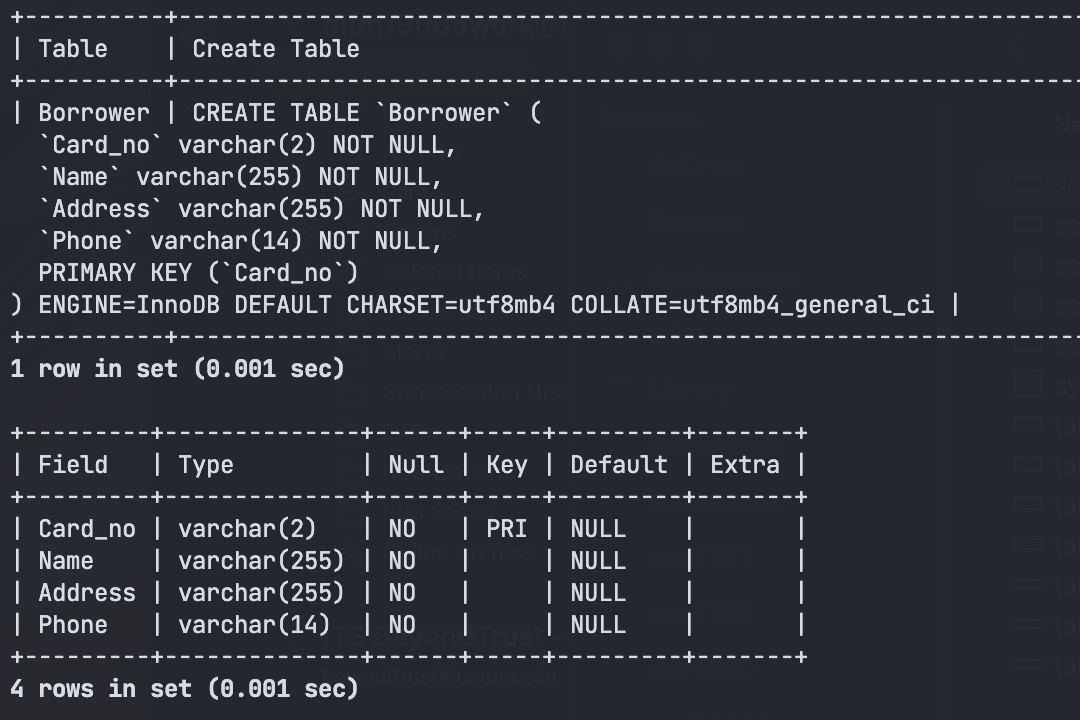 +----------+------------------------------------------------------------------
| Table    | Create Table
+----------+------------------------------------------------------------------
| Borrower | CREATE TABLE `Borrower` (
  `Card_no` varchar(2) NOT NULL,
  `Name` varchar(255) NOT NULL,
  `Address` varchar(255) NOT NULL,
  `Phone` varchar(14) NOT NULL,
  PRIMARY KEY (`Card_no`)
) ENGINE=InnoDB DEFAULT CHARSET=utf8mb4 COLLATE=utf8mb4_general_ci |
+----------+------------------------------------------------------------------
1 row in set (0.001 sec)

+---------+--------------+------+-----+---------+-------+
| Field   | Type         | Null | Key | Default | Extra |
+---------+--------------+------+-----+---------+-------+
| Card_no | varchar(2)   | NO   | PRI | NULL    |       |
| Name    | varchar(255) | NO   |     | NULL    |       |
| Address | varchar(255) | NO   |     | NULL    |       |
| Phone   | varchar(14)  | NO   |     | NULL    |       |
+---------+--------------+------+-----+---------+-------+
4 rows in set (0.001 sec)